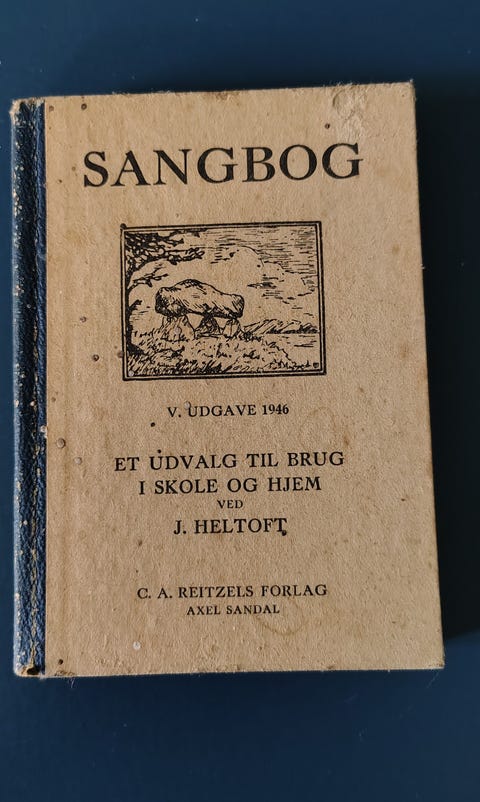 SANGBOG
V. UDGAVE 1946
ET UDVALG TIL BRUG
I SKOLE OG HJEM
VED
J. HELTOFT
C. A. REITZELS FORLAG
AXEL SANDAL